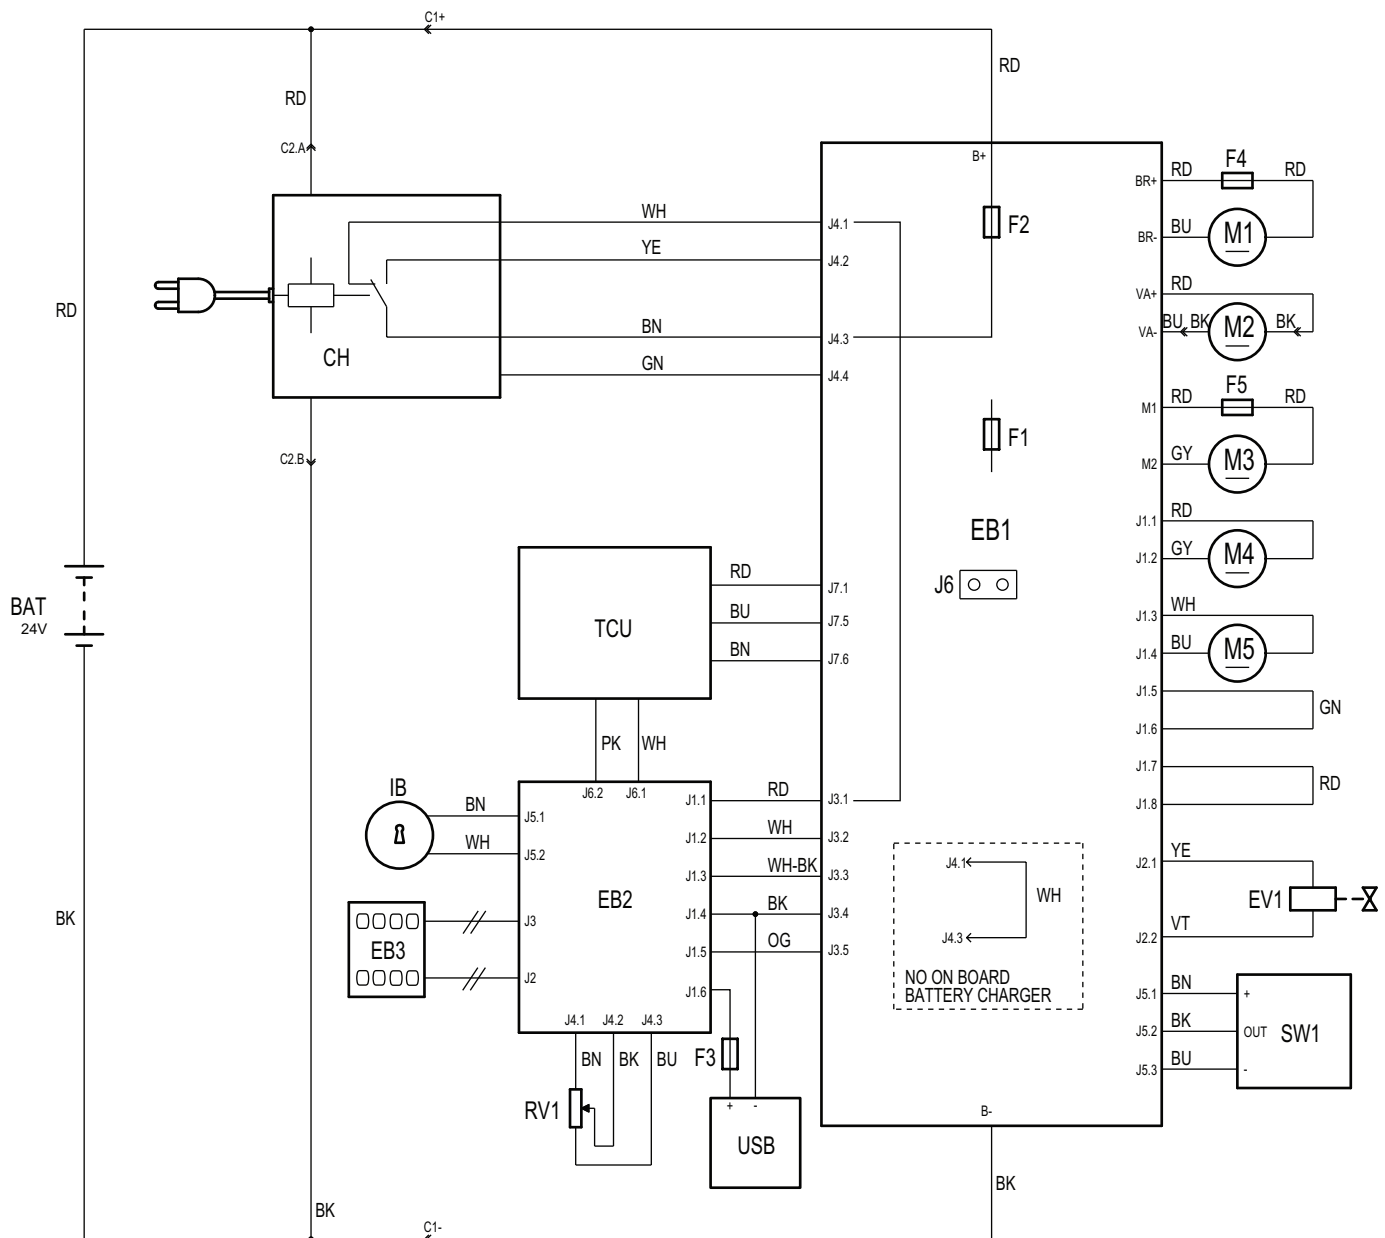 C1+
RD
RD
C2.A
B+
BR+
RD
F4
RD
WH
J4.1
F2
BR-
BU
M1
YE
J4.2
RD
VA+
RD
BN
J4.3
VA-
BU
BK
M2
BK
CH
GN
J4.4
M1
RD
F5
RD
F1
C2.B
M2
GY
M3
J1.1
RD
EB1
J1.2
GY
M4
BAT
24V
TCU
RD
J7.1
J6
BU
J7.5
J1.3
WH
BN
J7.6
J1.4
BU
M5
J1.5
GN
J1.6
PK
WH
J1.7
RD
J1.8
IB
BN
J5.1
J6.2
J6.1
J1.1
RD
J3.1
WH
J5.2
J1.2
WH
J3.2
EB2
J1.3
WH-BK
J3.3
J4.1
WH
J4.3
NO ON BOARD
BATTERY CHARGER
J2.1
YE
EV1
BK
EB3
J3
J2
J1.4
BK
J3.4
J1.5
OG
J3.5
J1.6
J2.2
VT
J4.1
J4.2
J4.3
BN
BK
BU
F3
J5.1
BN
+
J5.2
BK
OUT
SW1
J5.3
BU
-
RV1
+
-
USB
B-
BK
BK
C1-